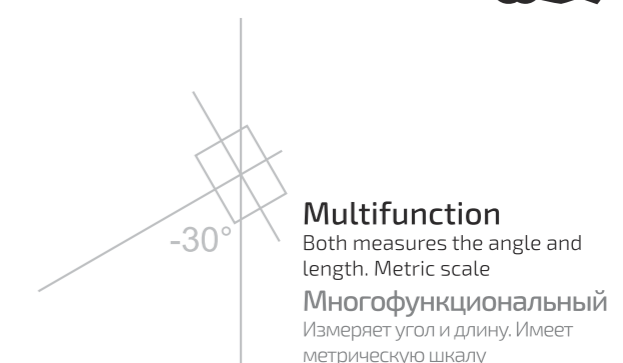 -30°
Multifunction
Both measures the angle and
length. Metric scale
Многофункциональный
Измеряет угол и длину. Имеет
метрическую шкалу